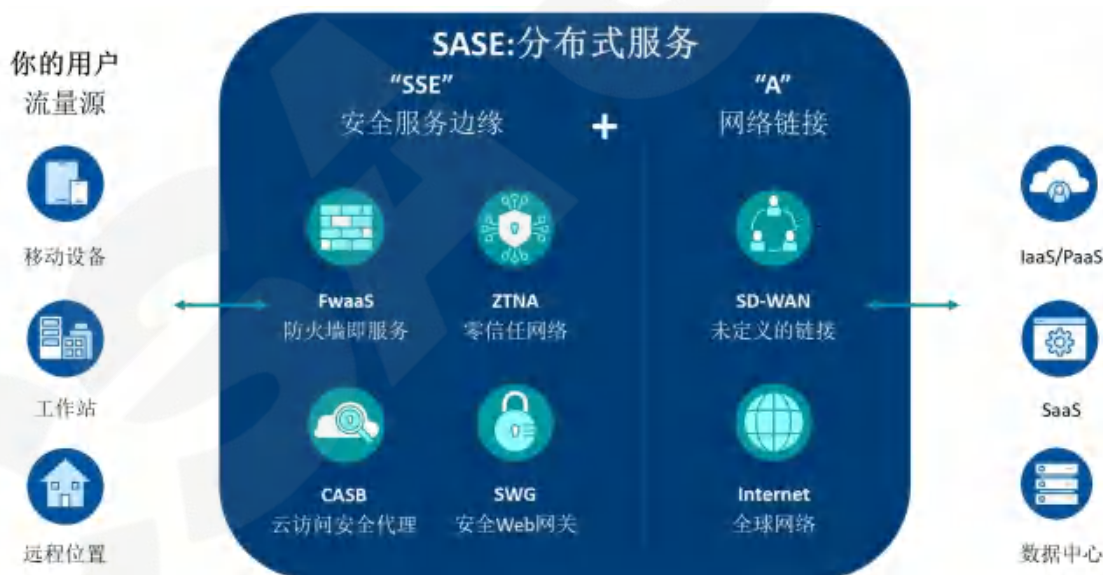 SASE:分布式服务
你的用户
流量源
"SSE"
安全服务边缘
+
"A"
网络链接
移动设备
工作站
远程位置
FwaaS
防火墙即服务
ZTNA
零信任网络
CASB
云访问安全代理
SWG
安全Web网关
SD-WAN
未定义的链接
Internet
全球网络
IaaS/PaaS
SaaS
数据中心